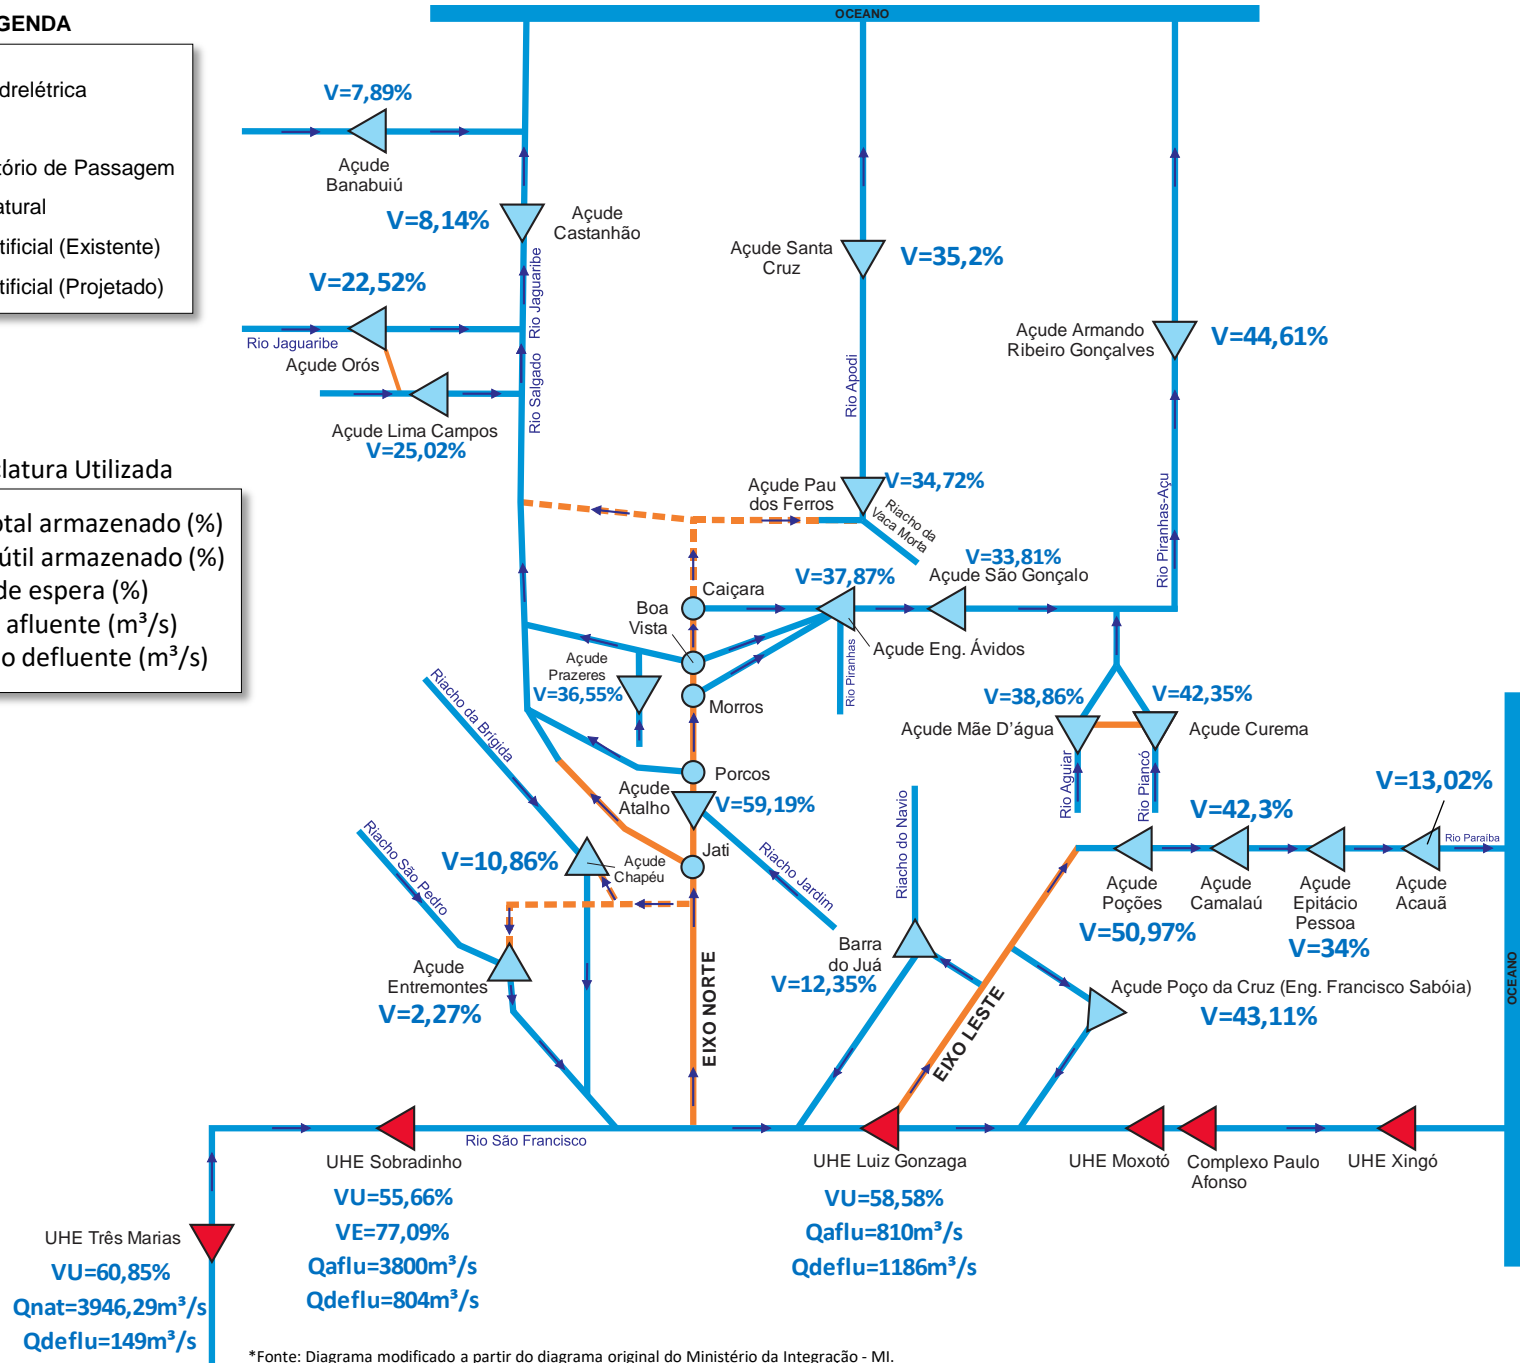 OCEANO
GENDA
drelétrica
tório de Passagem
atural
tificial (Existente)
tificial (Projetado)
V=7,89%
Açude
Banabuiú
V=8,14%
Açude
Castanhão
Rio Jaguaribe
V=22,52%
Rio Jaguaribe
Açude Orós
Rio Salgado
Açude Lima Campos
V=25,02%
Açude Santa
Cruz
V=35,2%
Rio Apodi
Açude Armando
Ribeiro Gonçalves
V=44,61%
Rio Piranhas-Açu
clatura Utilizada
otal armazenado (%)
útil armazenado (%)
de espera (%)
afluente (m³/s)
o defluente (m³/s)
Açude Pau
dos Ferros
V=34,72%
Riacho da
Vaca Morta
V=33,81%
Açude São Gonçalo
V=37,87%
Açude Eng. Ávidos
Rio Piranhas
Caiçara
Boa
Vista
Morros
Açude
Prazeres
V=36,55%
Porcos
Açude
Atalho
V=59,19%
Jati
Riacho Jardim
Riacho da Brígida
Riacho São Pedro
V=10,86%
Açude
Chapéu
Açude
Entremontes
V=2,27%
EIXO NORTE
V=38,86%
Açude Mãe D'água
V=42,35%
Açude Curema
Rio Aguiar
Rio Piancó
V=13,02%
V=42,3%
Rio Paraíba
Açude
Poções
V=50,97%
Açude
Camalaú
Açude
Epitácio
Pessoa
V=34%
Açude
Acauã
Riacho do Navio
Barra
do Juá
V=12,35%
EIXO LESTE
Açude Poço da Cruz (Eng. Francisco Sabóia)
V=43,11%
OCEANO
Rio São Francisco
UHE Sobradinho
VU=55,66%
VE=77,09%
Qaflu=3800m³/s
Qdeflu=804m³/s
UHE Luiz Gonzaga
VU=58,58%
Qaflu=810m³/s
Qdeflu=1186m³/s
UHE Moxotó
Complexo Paulo
Afonso
UHE Xingó
UHE Três Marias
VU=60,85%
Qnat=3946,29m³/s
Qdeflu=149m³/s
*Fonte: Diagrama modificado a partir do diagrama original do Ministério da Integração - MI.